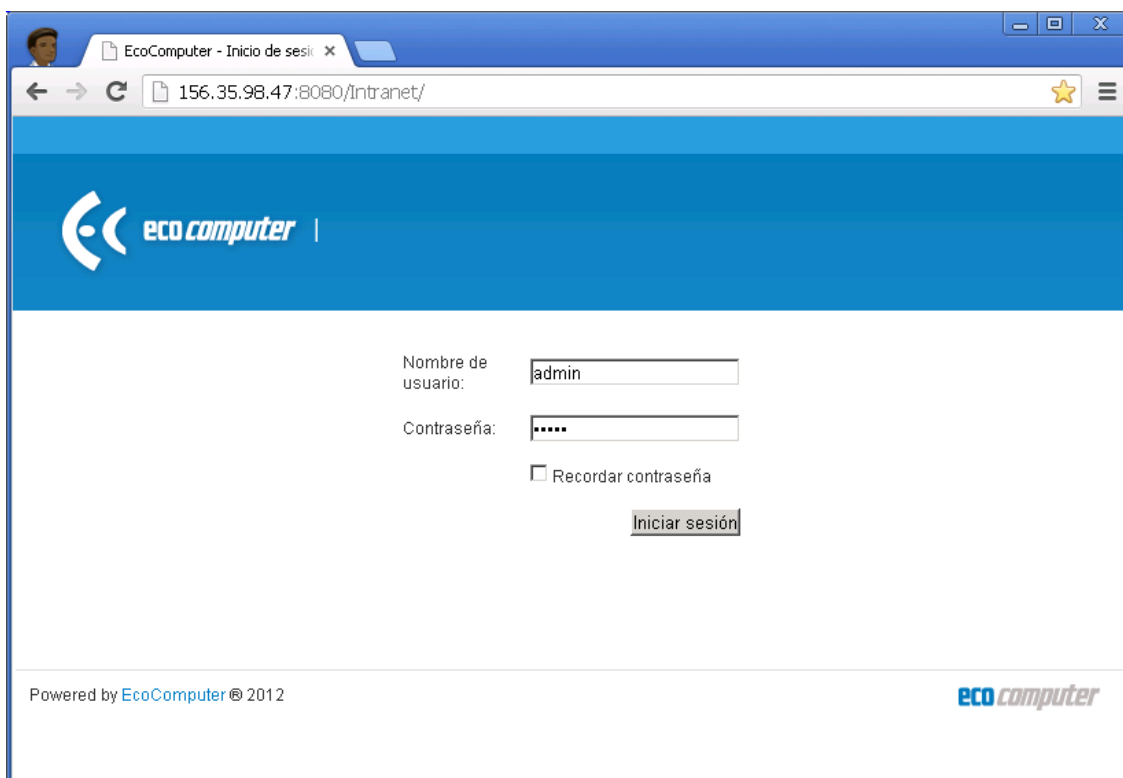 EcoComputer - Inicio de sesic
156.35.98.47:8080/Intranet/
eco computer |
Nombre de
usuario:
admin
Contraseña:
•••••
Recordar contraseña
Iniciar sesión
Powered by EcoComputer ® 2012
eco computer